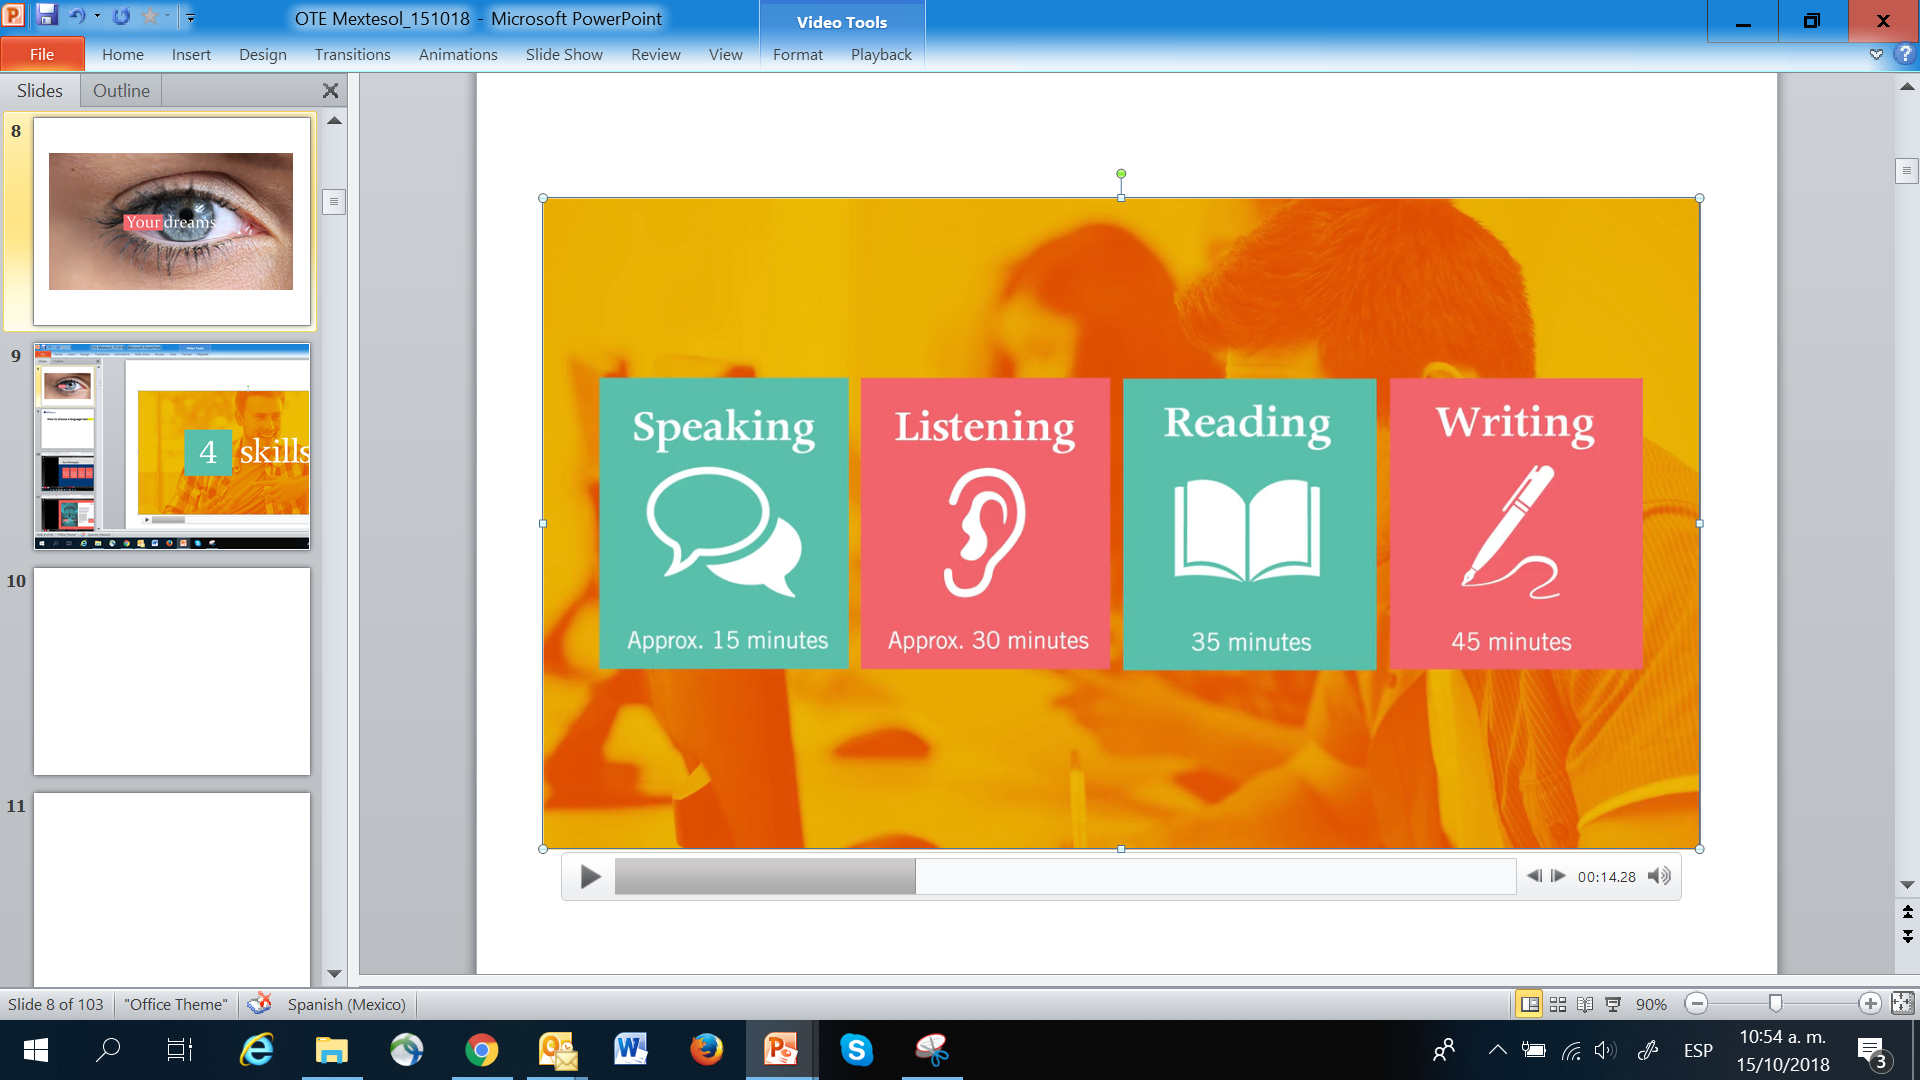 OTE Mextesol_151018 - Microsoft PowerPoint
Video Tools
File Home Insert Design Transitions Animations Slide Show Review View Format Playback
Slides Outline
8
Your dreams
9
4 skills
10
11
Speaking
Approx. 15 minutes
Listening
Approx. 30 minutes
Reading
35 minutes
Writing
45 minutes
00:14.28
Slide 8 of 103 "Office Theme" Spanish (Mexico) 90%
ESP
10:54 a. m.
15/10/2018
3